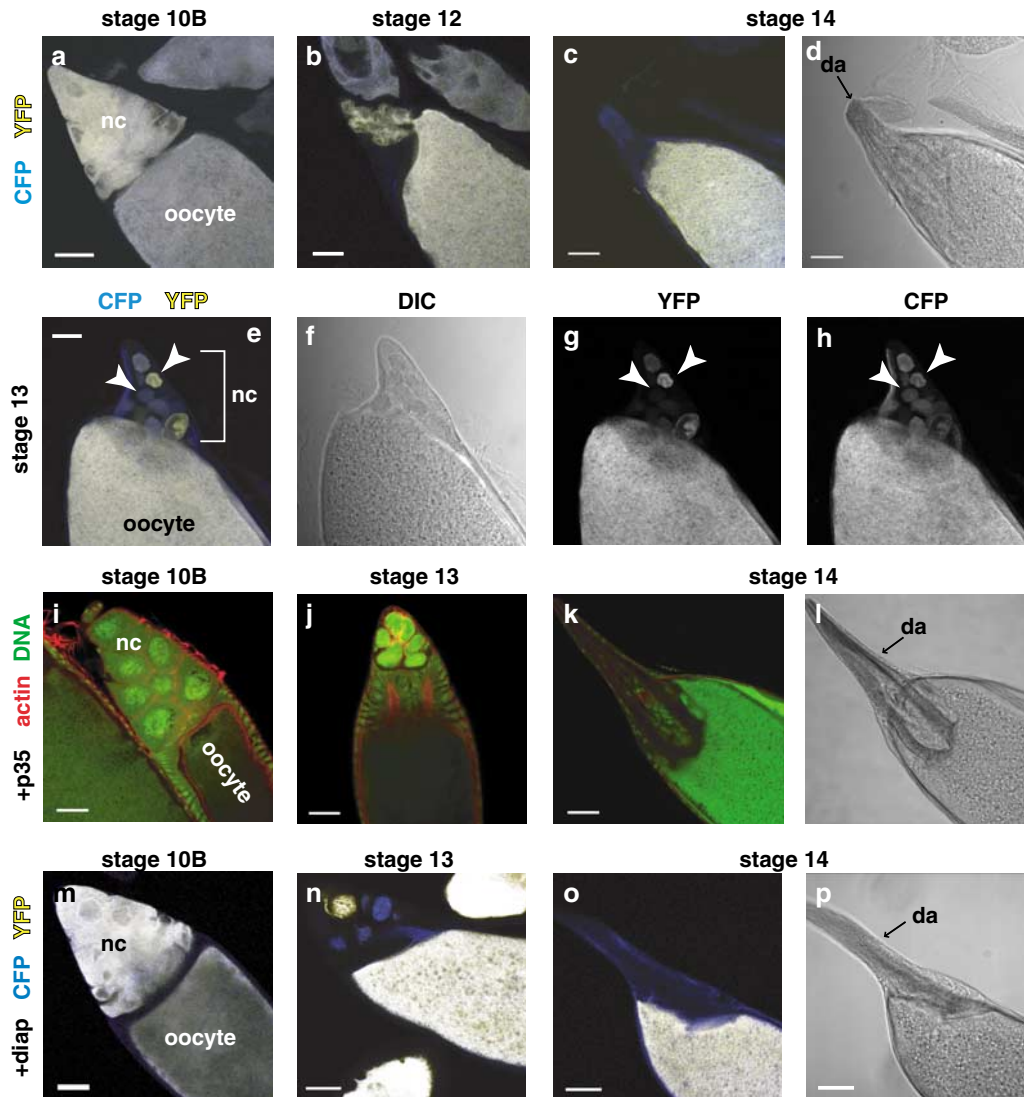 stage 10B stage 12 stage 14
CFP YFP
a
nc
oocyte
b
c
d
da
CFP YFP DIC YFP CFP
stage 13
e
nc
oocyte
f
g
h
stage 10B stage 13 stage 14
+p35 actin DNA
i
nc
oocyte
j
k
l
da
stage 10B stage 13 stage 14
+diap CFP YFP
m
nc
oocyte
n
o
p
da